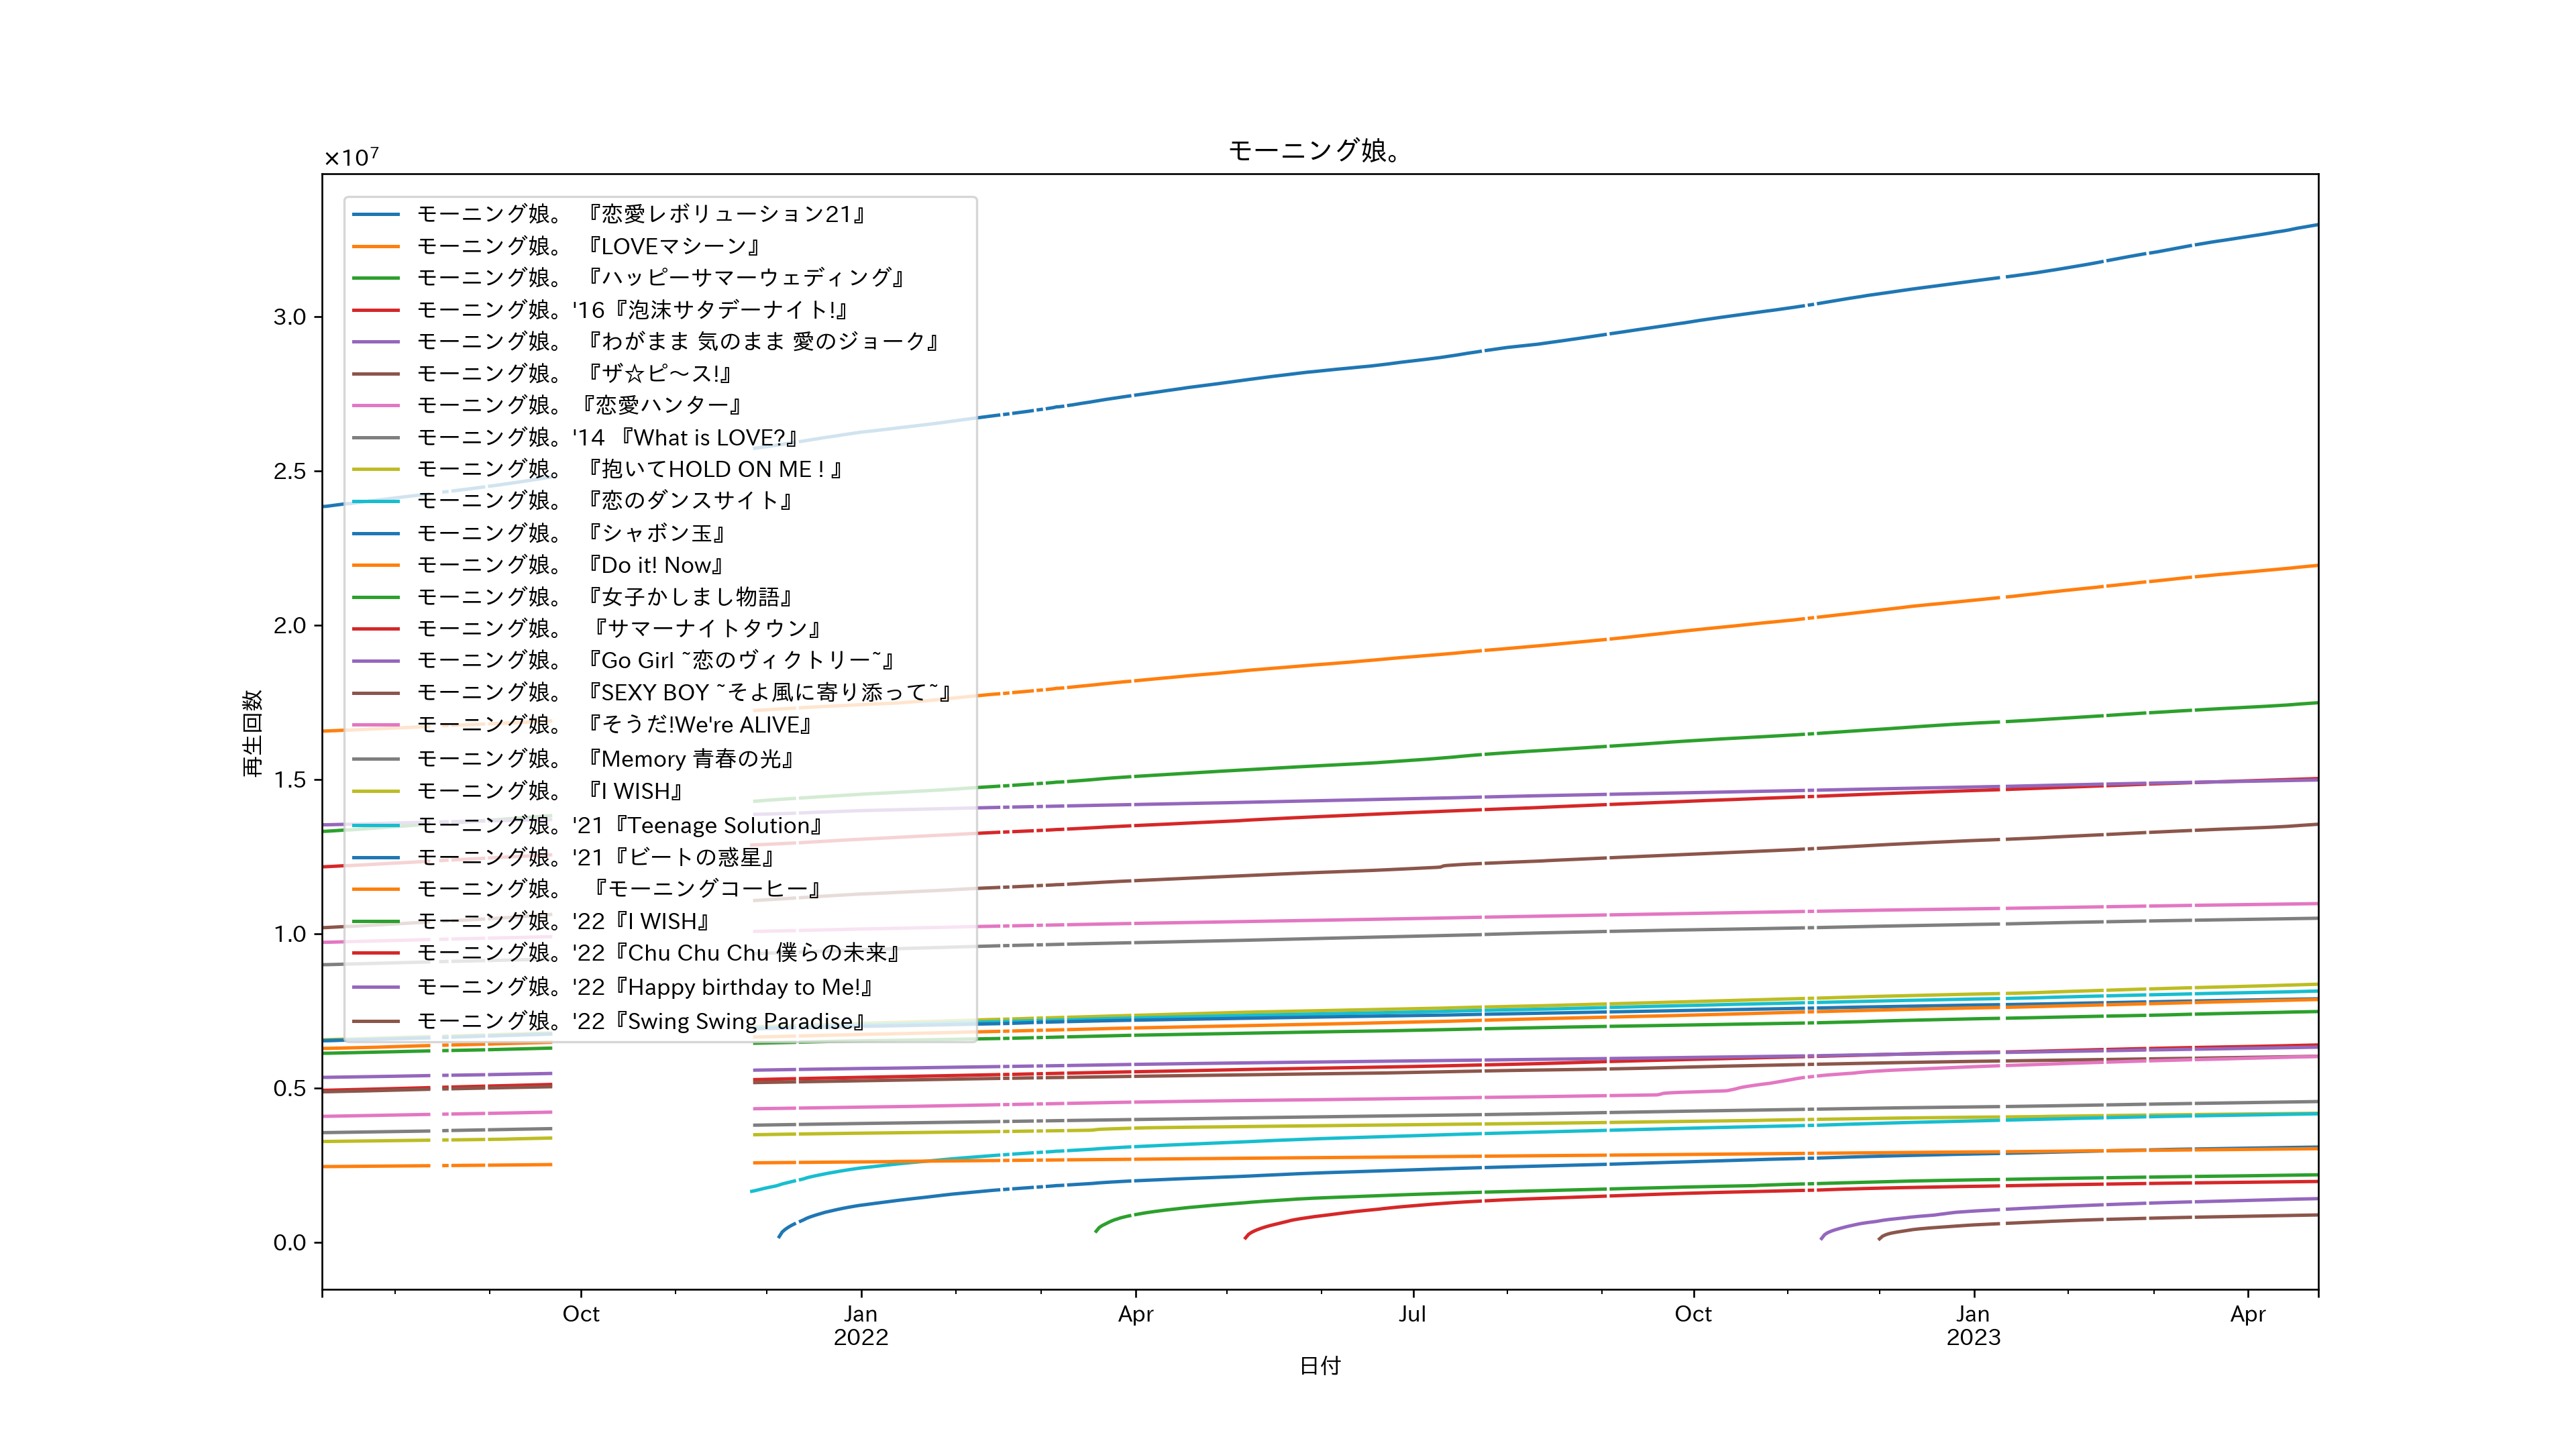 モーニング娘。
×10⁷
モーニング娘。 『恋愛レボリューション21』
モーニング娘。 『LOVEマシーン』
モーニング娘。 『ハッピーサマーウェディング』
モーニング娘。'16『泡沫サタデーナイト!』
モーニング娘。 『わがまま 気のまま 愛のジョーク』
モーニング娘。 『ザ☆ピ〜ス!』
モーニング娘。『恋愛ハンター』
モーニング娘。'14 『What is LOVE?』
モーニング娘。 『抱いてHOLD ON ME ! 』
モーニング娘。 『恋のダンスサイト』
モーニング娘。 『シャボン玉』
モーニング娘。 『Do it! Now』
モーニング娘。 『女子かしまし物語』
モーニング娘。　『サマーナイトタウン』
モーニング娘。 『Go Girl ~恋のヴィクトリー~』
モーニング娘。 『SEXY BOY ~そよ風に寄り添って~』
モーニング娘。 『そうだ!We're ALIVE』
モーニング娘。 『Memory 青春の光』
モーニング娘。 『I WISH』
モーニング娘。'21『Teenage Solution』
モーニング娘。'21『ビートの惑星』
モーニング娘。　『モーニングコーヒー』
モーニング娘。'22『I WISH』
モーニング娘。'22『Chu Chu Chu 僕らの未来』
モーニング娘。'22『Happy birthday to Me!』
モーニング娘。'22『Swing Swing Paradise』
再生回数
3.0
2.5
2.0
1.5
1.0
0.5
0.0
Oct Jan Apr Jul Oct Jan Apr
2022 2023
日付